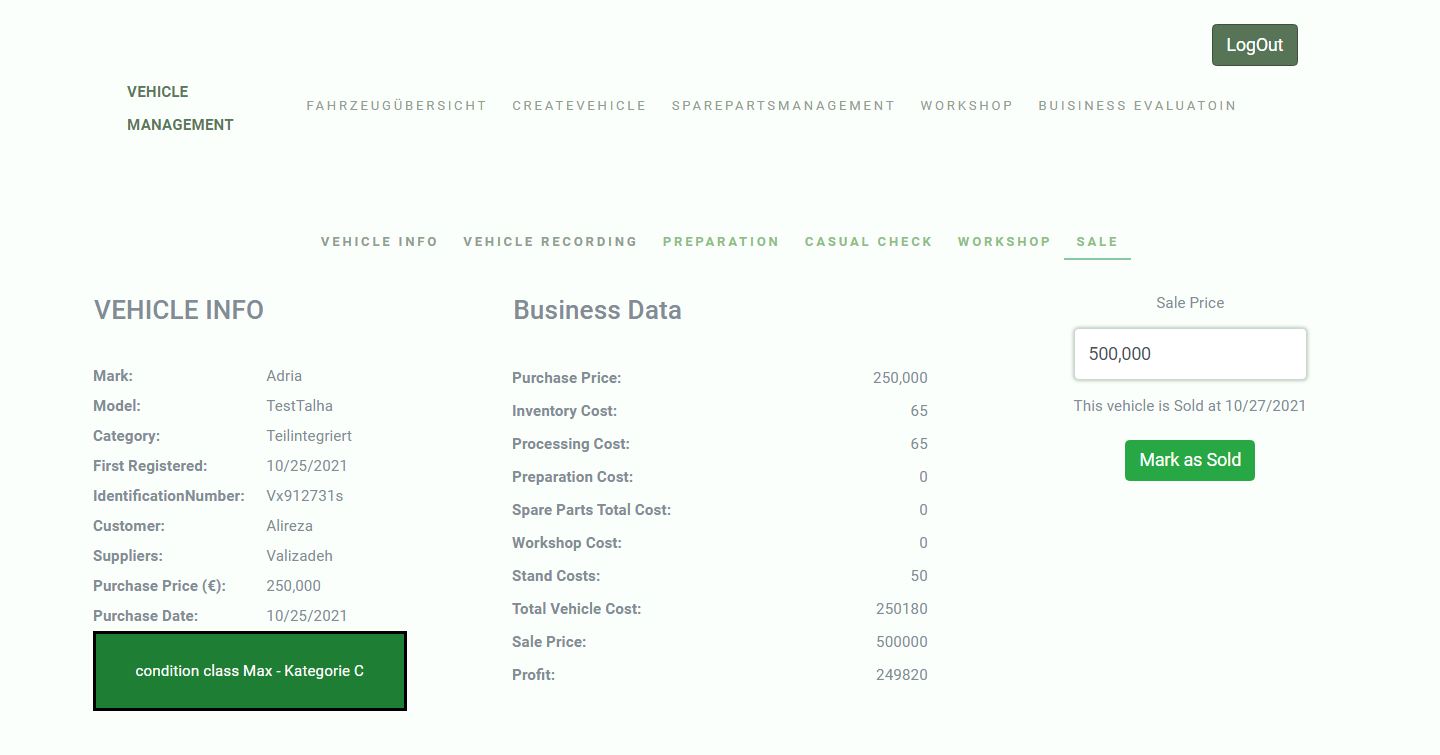 LogOut
VEHICLE
MANAGEMENT
FAHRZEUGÜBERSICHT CREATEVEHICLE SPAREPARTSMANAGEMENT WORKSHOP BUISINESS EVALUATOIN
VEHICLE INFO VEHICLE RECORDING PREPARATION CASUAL CHECK WORKSHOP SALE
VEHICLE INFO
Mark: Adria
Model: TestTalha
Category: Teilintegriert
First Registered: 10/25/2021
IdentificationNumber: Vx912731s
Customer: Alireza
Suppliers: Valizadeh
Purchase Price (€): 250,000
Purchase Date: 10/25/2021
condition class Max - Kategorie C
Business Data
Purchase Price: 250,000
Inventory Cost: 65
Processing Cost: 65
Preparation Cost: 0
Spare Parts Total Cost: 0
Workshop Cost: 0
Stand Costs: 50
Total Vehicle Cost: 250180
Sale Price: 500000
Profit: 249820
Sale Price
500,000
This vehicle is Sold at 10/27/2021
Mark as Sold